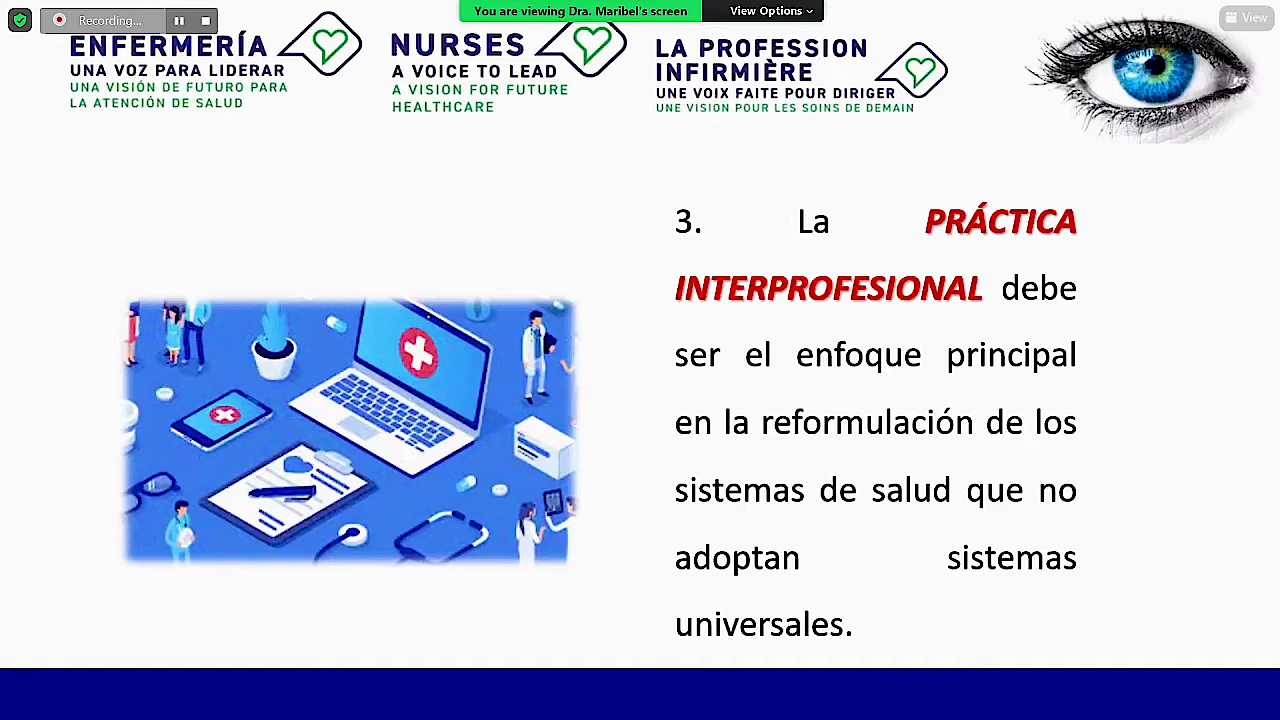 Recording...
You are viewing Dra. Maribel's screen
View Options
View
ENFERMERÍA
UNA VOZ PARA LIDERAR
UNA VISIÓN DE FUTURO PARA
LA ATENCIÓN DE SALUD
NURSES
A VOICE TO LEAD
A VISION FOR FUTURE
HEALTHCARE
LA PROFESSION
INFIRMIÈRE
UNE VOIX FAITE POUR DIRIGER
UNE VISION POUR LES SOINS DE DEMAIN
3. La PRÁCTICA
INTERPROFESIONAL debe
ser el enfoque principal
en la reformulación de los
sistemas de salud que no
adoptan sistemas
universales.